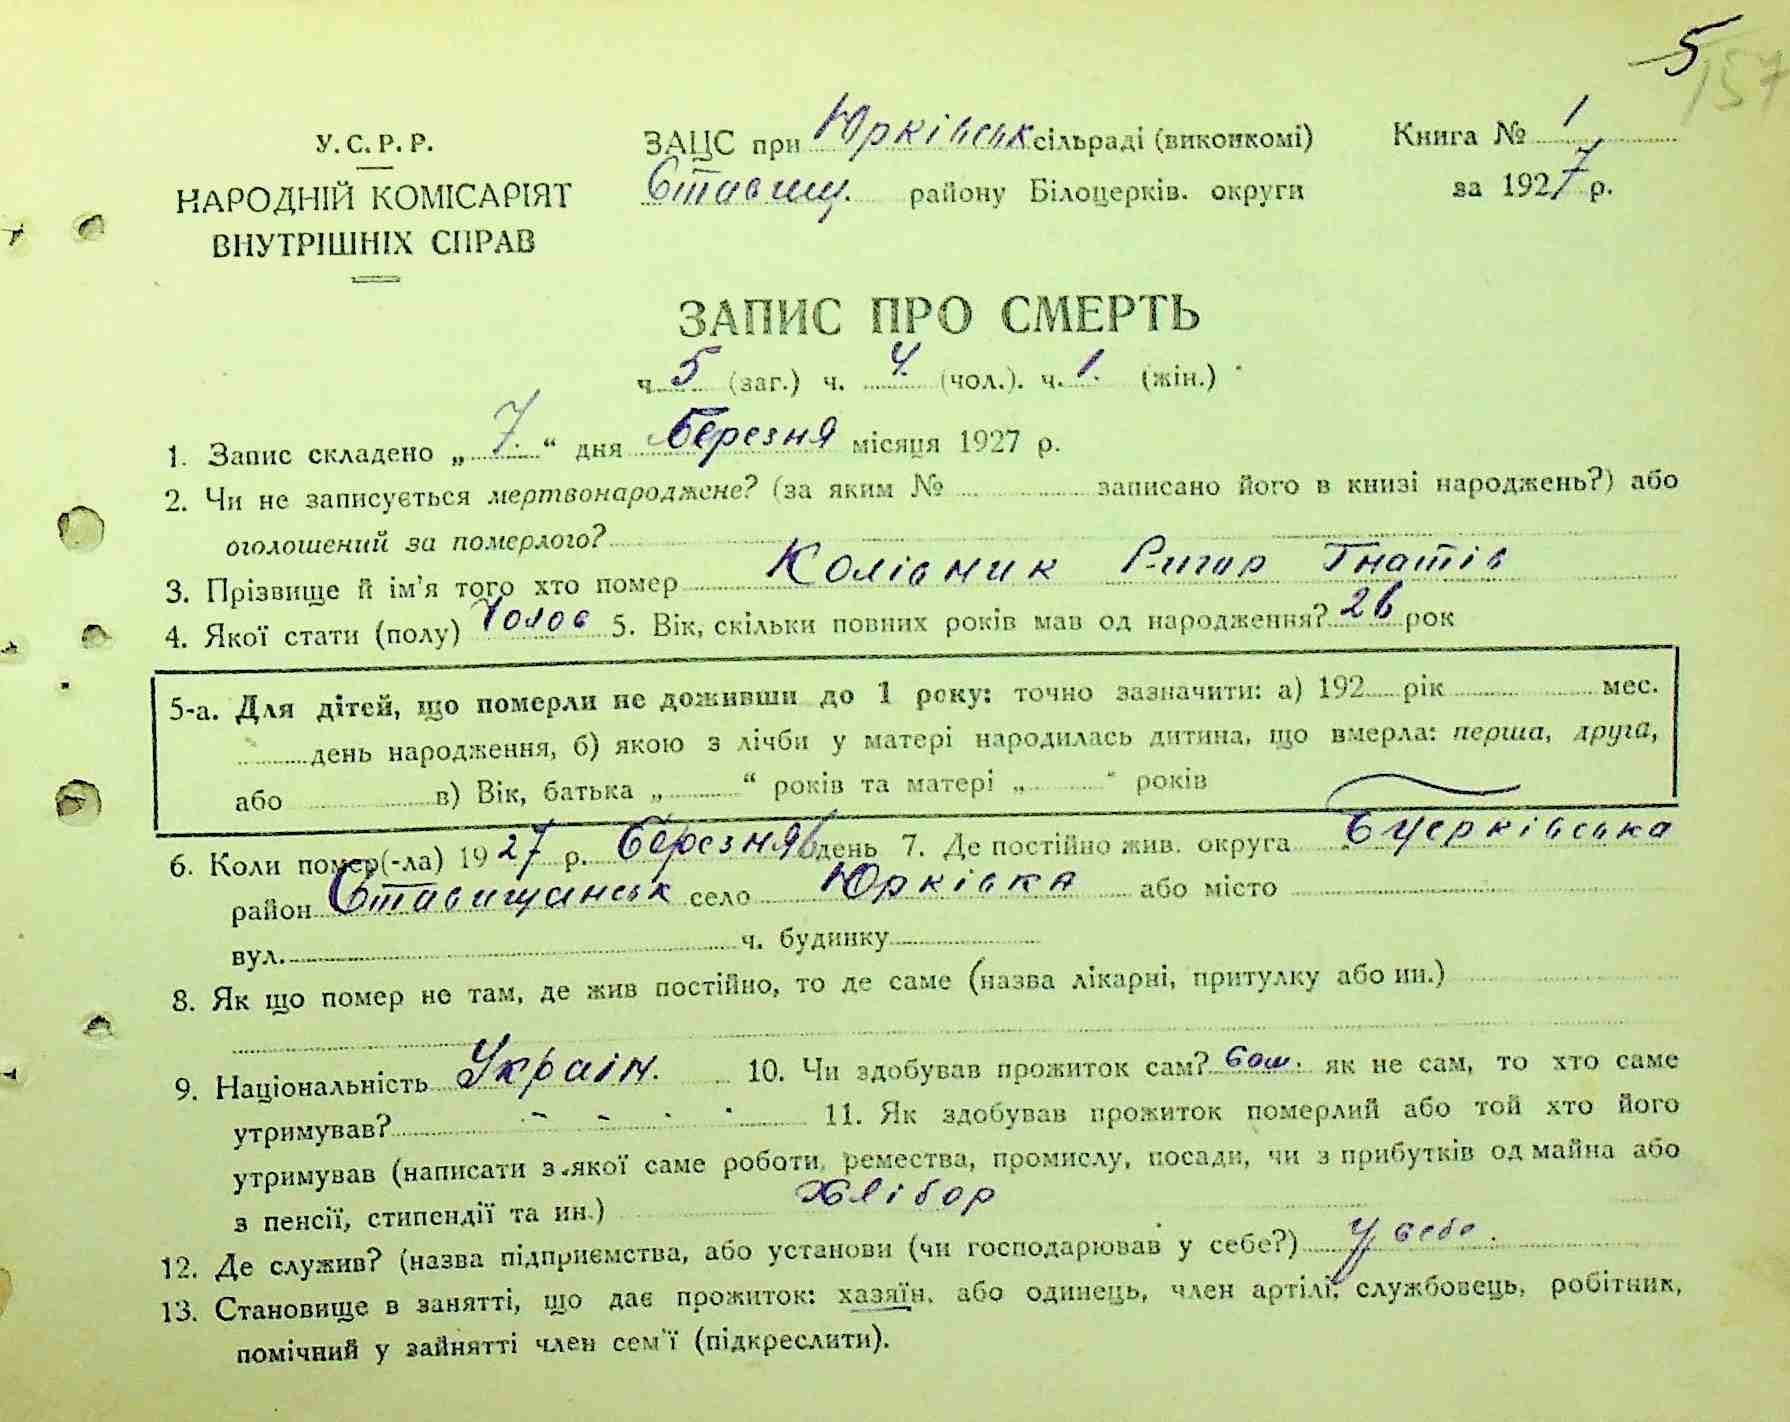 5
157
У. С. Р. Р.
НАРОДНІЙ КОМІСАРІЯТ
ВНУТРІШНІХ СПРАВ
ЗАЦС при Юрківськ сільраді (виконкомі)
Ставищ. району Білоцерків. округи
Книга № 1
за 1927 р.
ЗАПИС ПРО СМЕРТЬ
ч. 5 (заг.) ч. 4. (чол.). ч. 1. (жін.)
1. Запис складено „ 7. “ дня Березня місяця 1927 р.
2. Чи не записується мертвонароджене? (за яким № записано його в книзі народжень?) або
оголошений за померлого?
3. Прізвище й ім'я того хто помер Колівник Ригор Гнатів
4. Якої стати (полу) Чолов 5. Вік, скільки повних років мав од народження? 26 рок
5-а. Для дітей, що померли не доживши до 1 року: точно зазначити: а) 192 рік мес.
день народження, б) якою з лічби у матері народилась дитина, що вмерла: перша, друга,
або в) Вік, батька „ “ років та матері „ “ років
6. Коли помер(-ла) 1927 р. Березня 6 день 7. Де постійно жив. округа БЦерківська
район Ставищанськ село Юрківка або місто
вул. ч. будинку
8. Як що помер не там, де жив постійно, то де саме (назва лікарні, притулку або ин.)
9. Національність Україн. 10. Чи здобував прожиток сам? Сам. як не сам, то хто саме
утримував? - - - - 11. Як здобував прожиток померлий або той хто його
утримував (написати з якої саме роботи, ремества, промислу, посади, чи з прибутків од майна або
з пенсії, стипендії та ин.) Хлібор
12. Де служив? (назва підприємства, або установи (чи господарював у себе?) У себе.
13. Становище в занятті, що дає прожиток: хазяїн, або одинець, член артілі, службовець, робітник,
помічний у зайнятті член сем'ї (підкреслити).